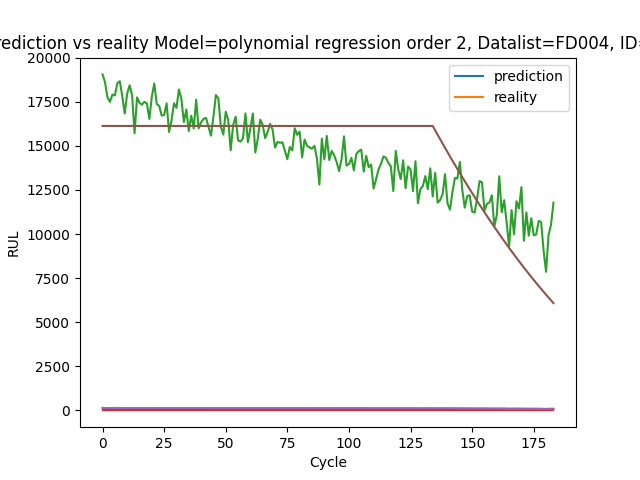 rediction vs reality Model=polynomial regression order 2, Datalist=FD004, ID=
20000
17500
15000
12500
10000
7500
5000
2500
0
RUL
prediction
reality
0 25 50 75 100 125 150 175
Cycle